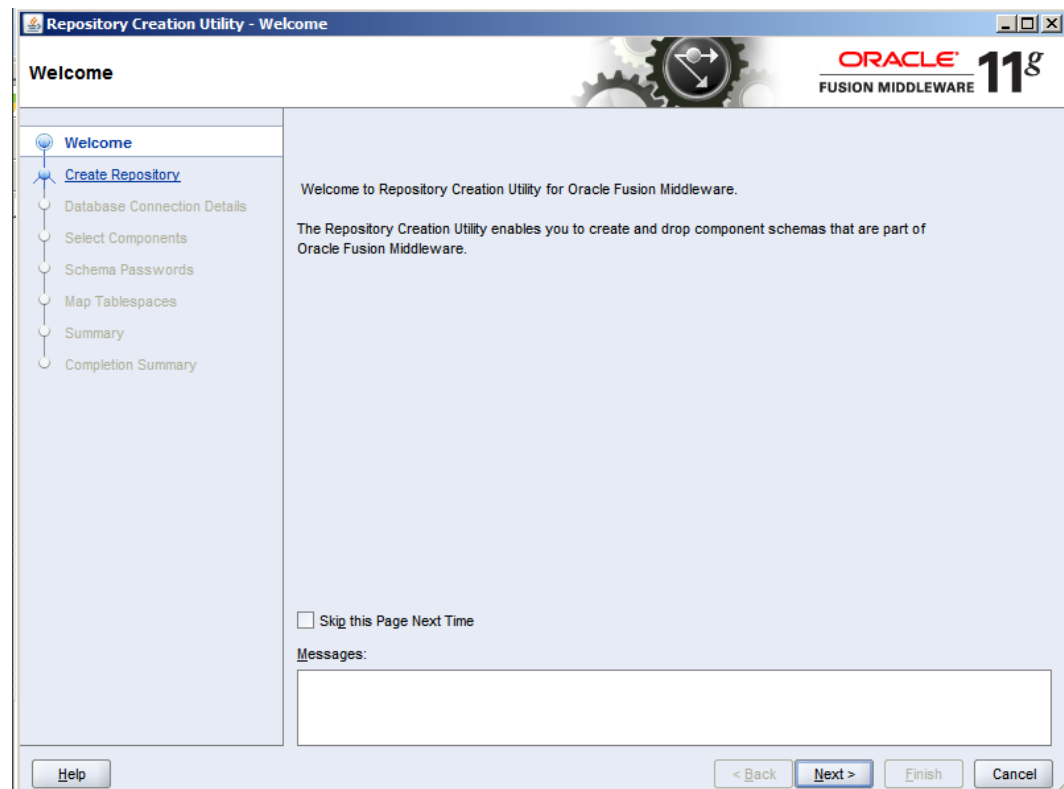 Repository Creation Utility - Welcome
Welcome
ORACLE
FUSION MIDDLEWARE 11g
Welcome
Create Repository
Database Connection Details
Select Components
Schema Passwords
Map Tablespaces
Summary
Completion Summary
Welcome to Repository Creation Utility for Oracle Fusion Middleware.
The Repository Creation Utility enables you to create and drop component schemas that are part of
Oracle Fusion Middleware.
Skip this Page Next Time
Messages:
Help
< Back
Next >
Finish
Cancel